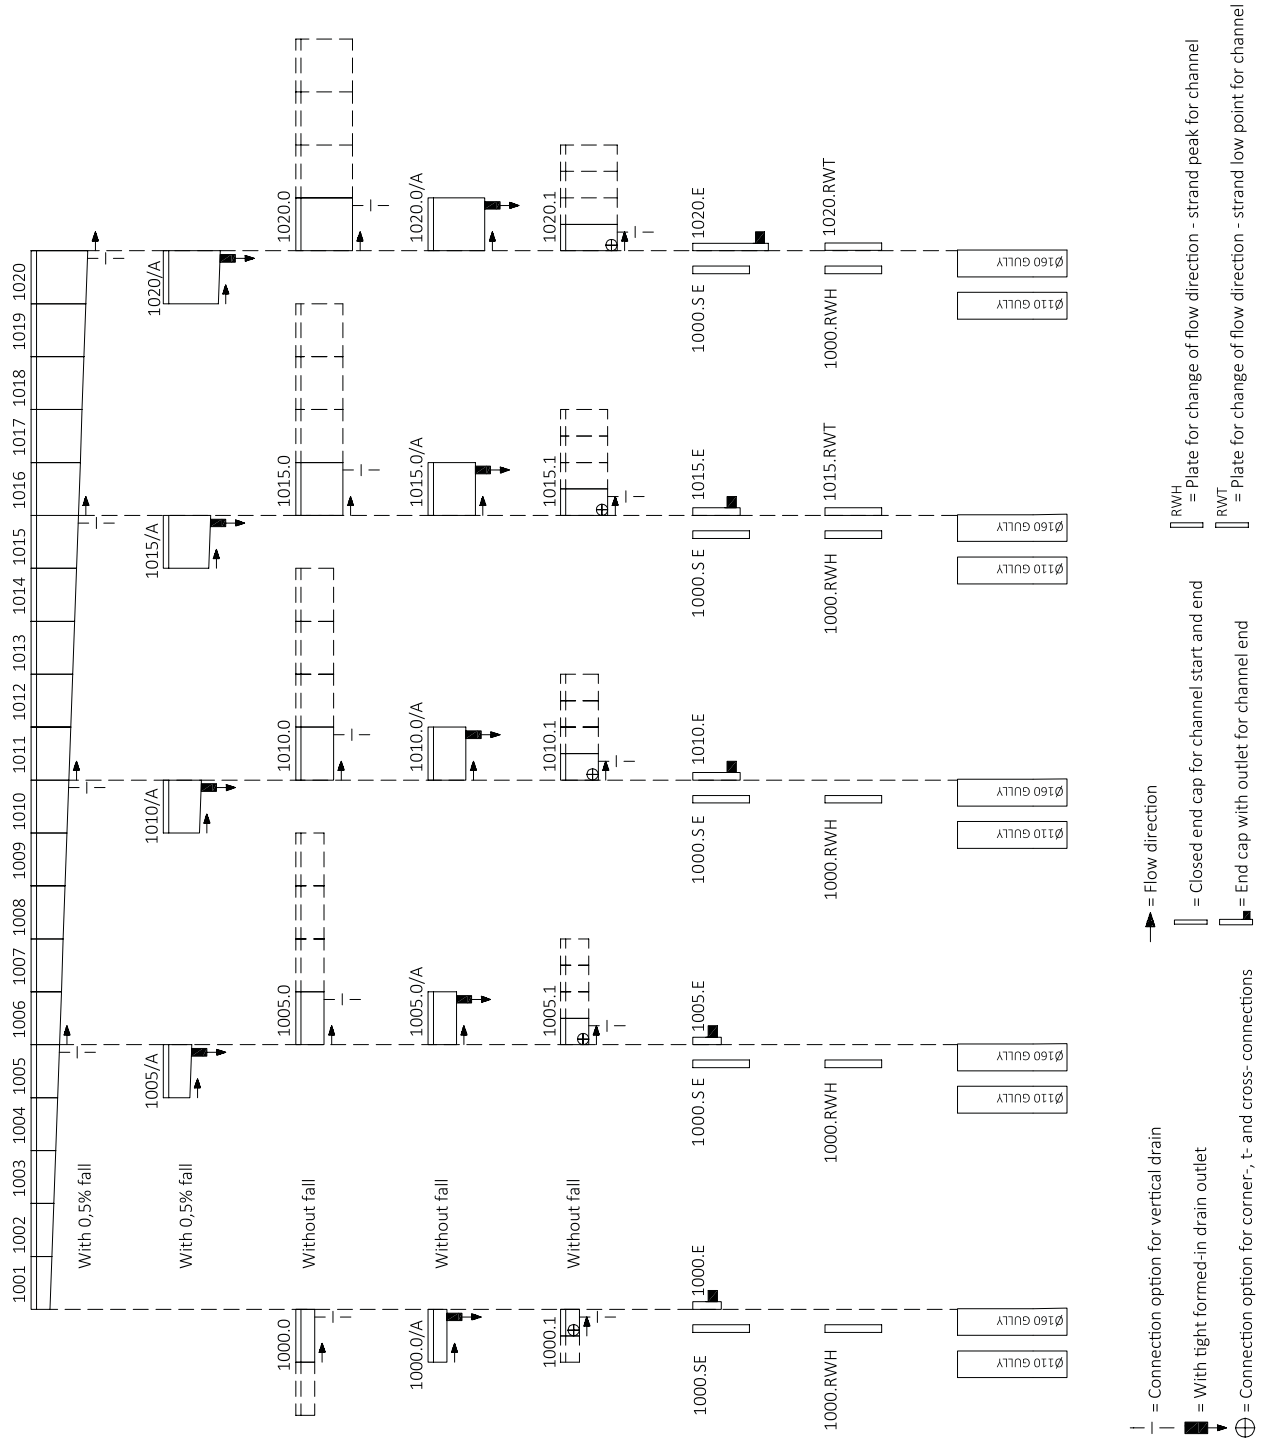 1001 1002 1003 1004 1005 1006 1007 1008 1009 1010 1011 1012 1013 1014 1015 1016 1017 1018 1019 1020
With 0,5% fall
With 0,5% fall 1005/A 1010/A 1015/A 1020/A
1000.0 Without fall 1005.0 1010.0 1015.0 1020.0
1000.0/A Without fall 1005.0/A 1010.0/A 1015.0/A 1020.0/A
1000.1 Without fall 1005.1 1010.1 1015.1 1020.1
1000.E 1005.E 1010.E 1015.E 1020.E
1000.SE 1000.SE 1000.SE 1000.SE 1000.SE
1015.RWT 1020.RWT
1000.RWH 1000.RWH 1000.RWH 1000.RWH 1000.RWH
Ø110 GULLY Ø160 GULLY Ø110 GULLY Ø160 GULLY Ø110 GULLY Ø160 GULLY Ø110 GULLY Ø160 GULLY Ø110 GULLY Ø160 GULLY
= Connection option for vertical drain
= With tight formed-in drain outlet
= Connection option for corner-, t- and cross- connections
= Flow direction
= Closed end cap for channel start and end
= End cap with outlet for channel end
RWH
= Plate for change of flow direction - strand peak for channel
RWT
= Plate for change of flow direction - strand low point for channel